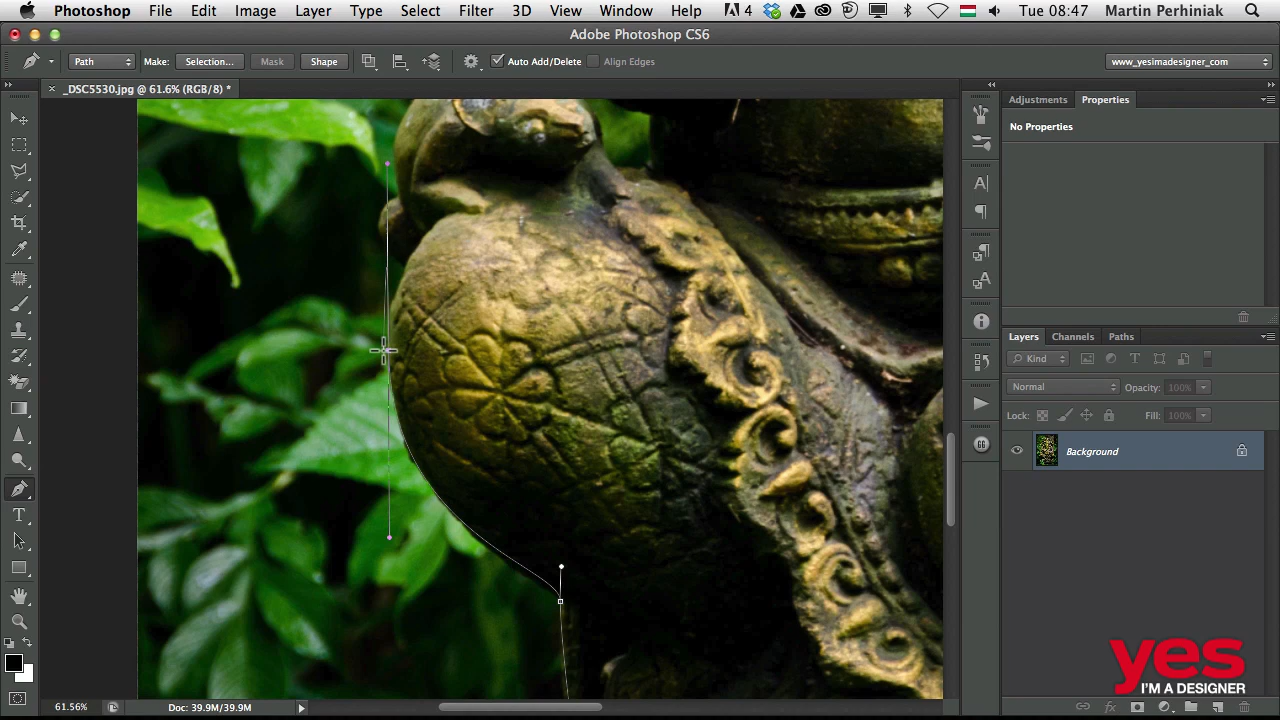 Photoshop File Edit Image Layer Type Select Filter 3D View Window Help 4 Tue 08:47 Martin Perhiniak
Adobe Photoshop CS6
Path Make: Selection... Mask Shape Auto Add/Delete Align Edges www_yesimadesigner_com
× _DSC5530.jpg @ 61.6% (RGB/8) *
Adjustments Properties
No Properties
Layers Channels Paths
Kind
Normal Opacity: 100%
Lock: Fill: 100%
Background
yes
I'M A DESIGNER
61.56% Doc: 39.9M/39.9M